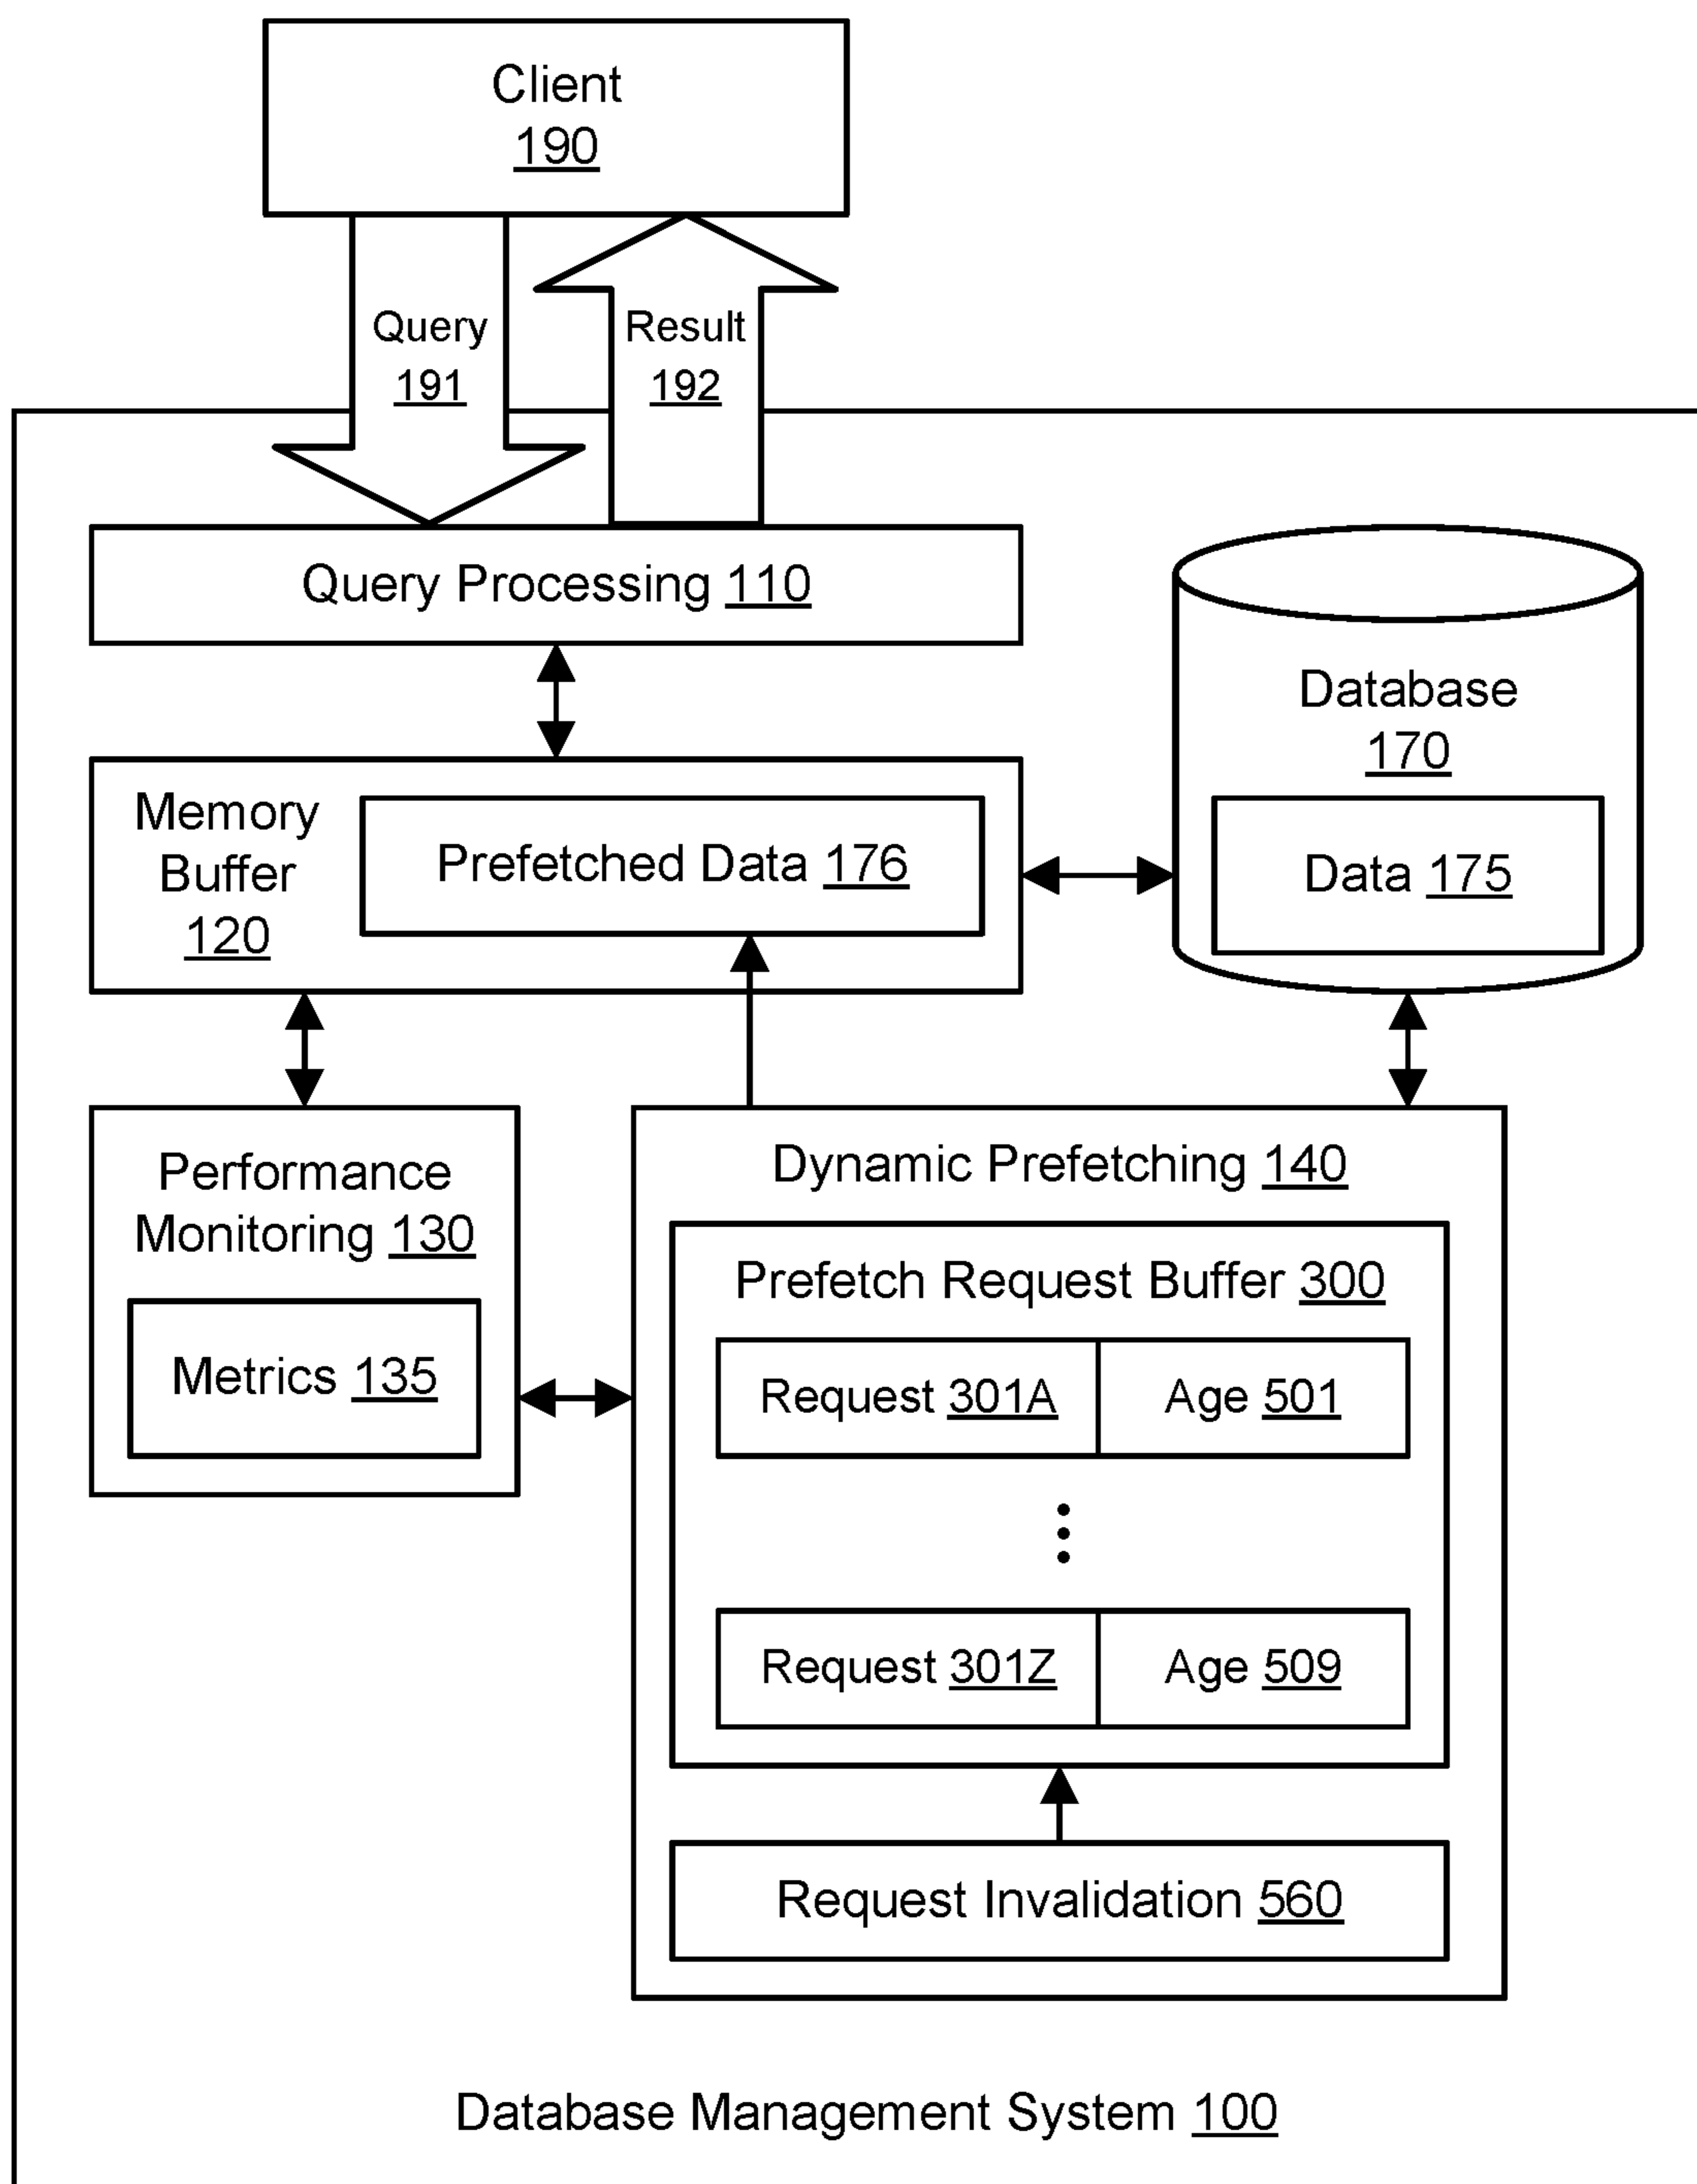 Client
190
Query
191
Result
192
Query Processing 110
Database
170
Data 175
Memory
Buffer
120
Prefetched Data 176
Performance
Monitoring 130
Metrics 135
Dynamic Prefetching 140
Prefetch Request Buffer 300
Request 301A
Age 501
Request 301Z
Age 509
Request Invalidation 560
Database Management System 100